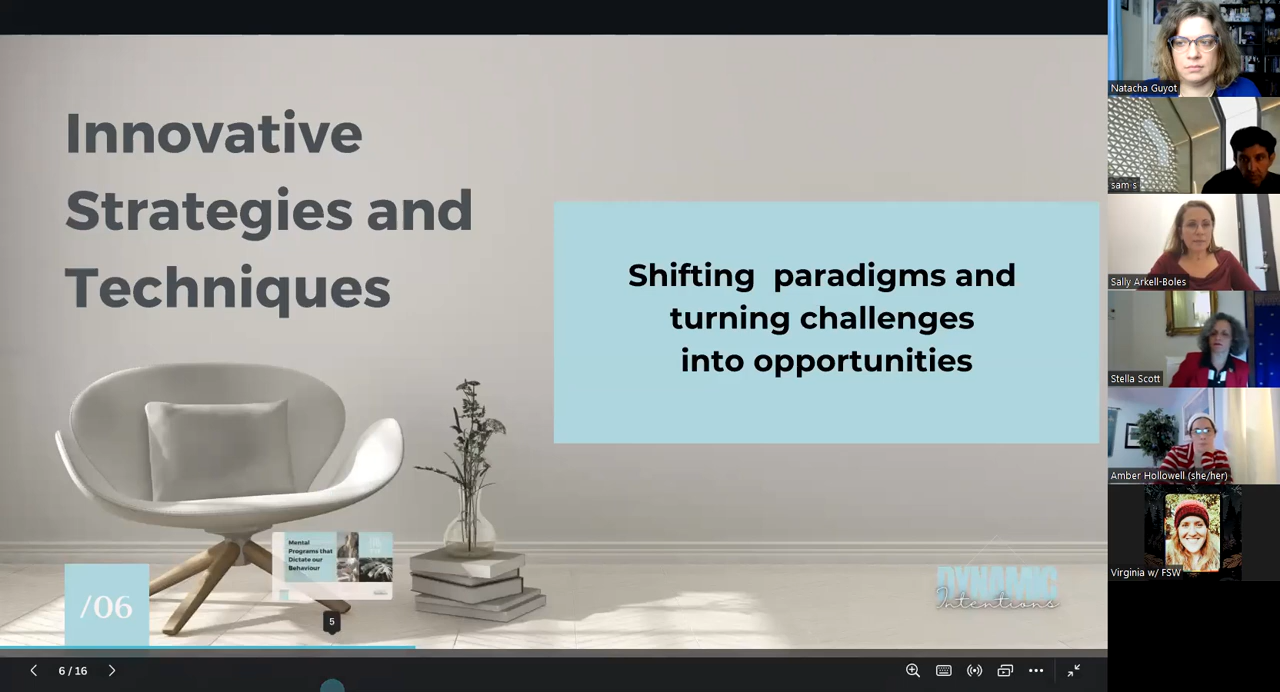 Innovative
Strategies and
Techniques
Shifting paradigms and
turning challenges
into opportunities
Mental
Programs that
Dictate our
Behaviour
/06
DYNAMIC
Intentions
5
6 / 16
Natacha Guyot
sam s
Sally Arkell-Boles
Stella Scott
Amber Hollowell (she/her)
Virginia w/ FSW